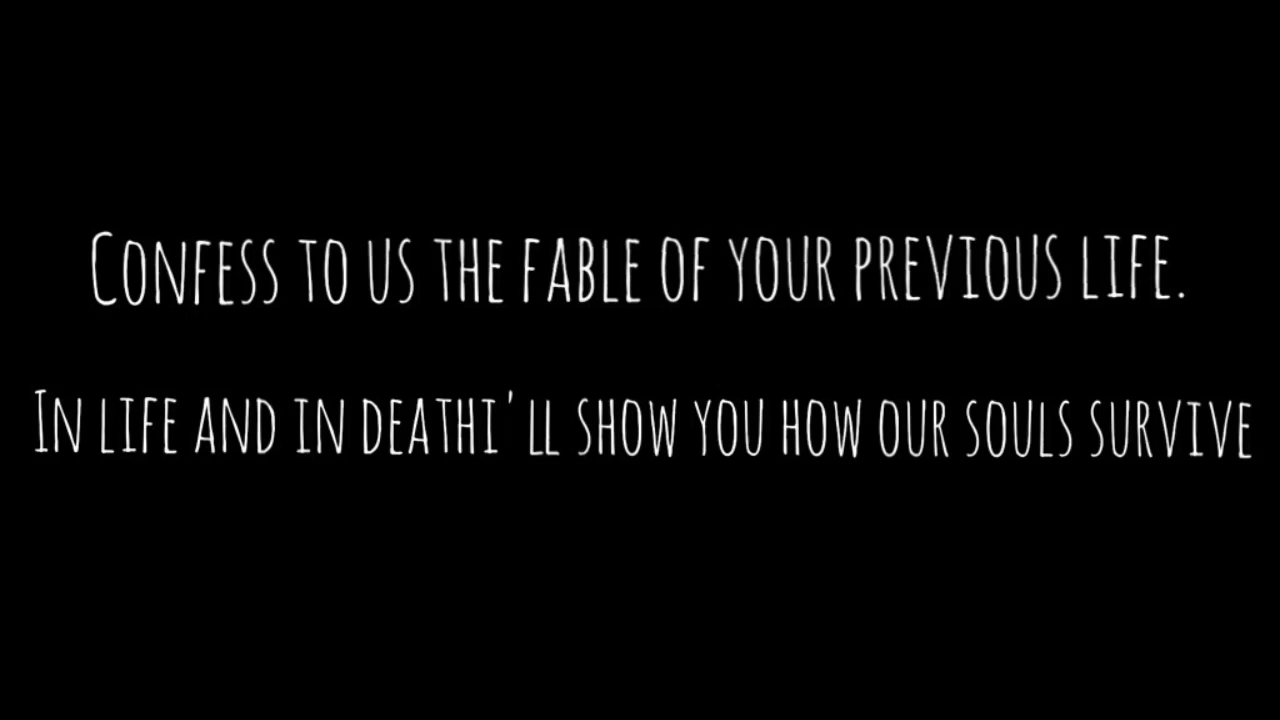 Confess to us the fable of your previous life.
In life and in deathi'll show you how our souls survive